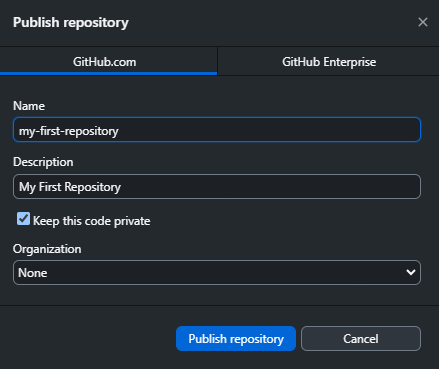 Publish repository
GitHub.com
GitHub Enterprise
Name
my-first-repository
Description
My First Repository
Keep this code private
Organization
None
Publish repository
Cancel